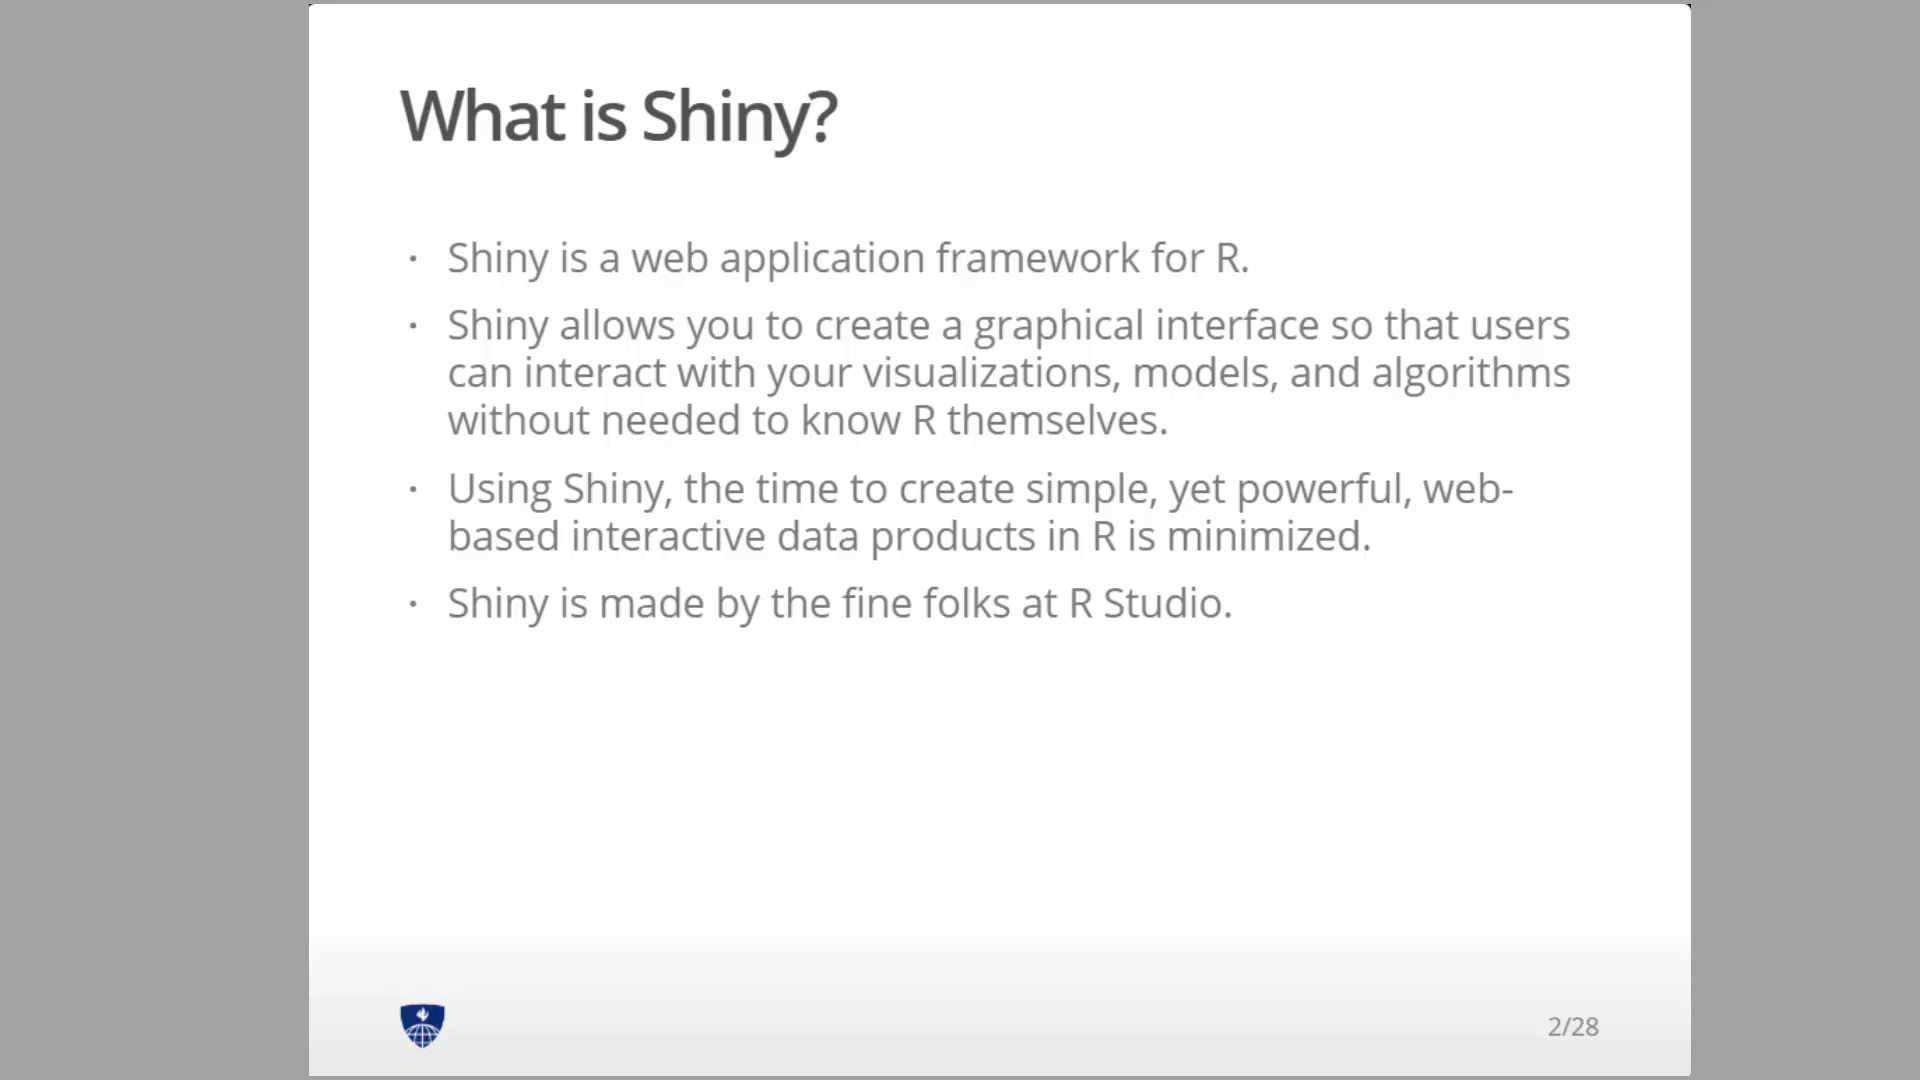 What is Shiny?
· Shiny is a web application framework for R.
· Shiny allows you to create a graphical interface so that users
can interact with your visualizations, models, and algorithms
without needed to know R themselves.
· Using Shiny, the time to create simple, yet powerful, web-
based interactive data products in R is minimized.
· Shiny is made by the fine folks at R Studio.
2/28